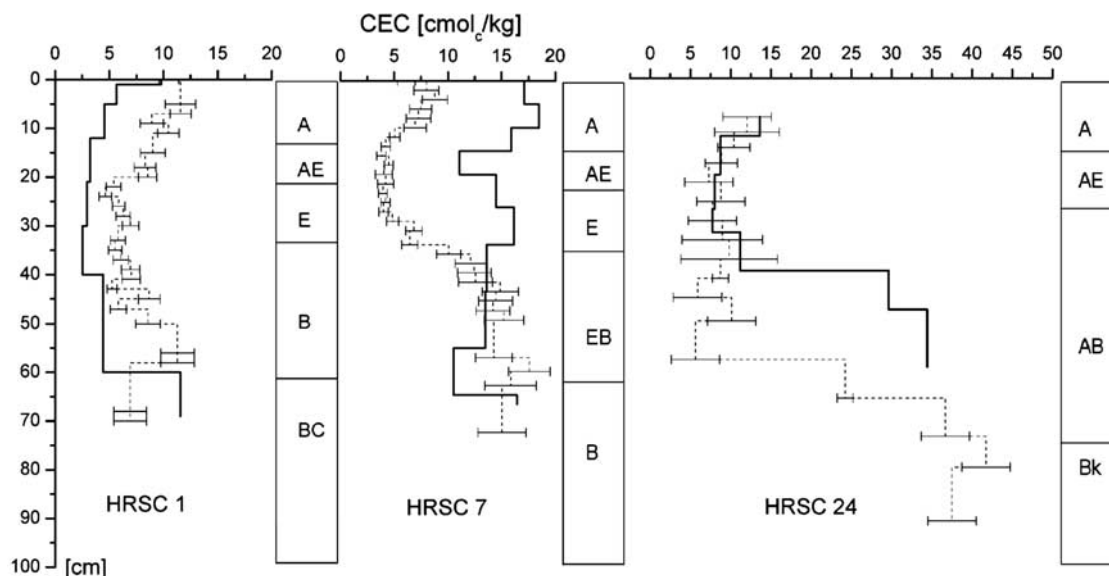 CEC [cmol_c/kg]
0 5 10 15 20 0 5 10 15 20 0 5 10 15 20 25 30 35 40 45 50
0
10 A A A
20 AE AE AE
30 E E
40
50 B EB AB
60
70 BC B
80 Bk
90 HRSC 1 HRSC 7 HRSC 24
100 [cm]